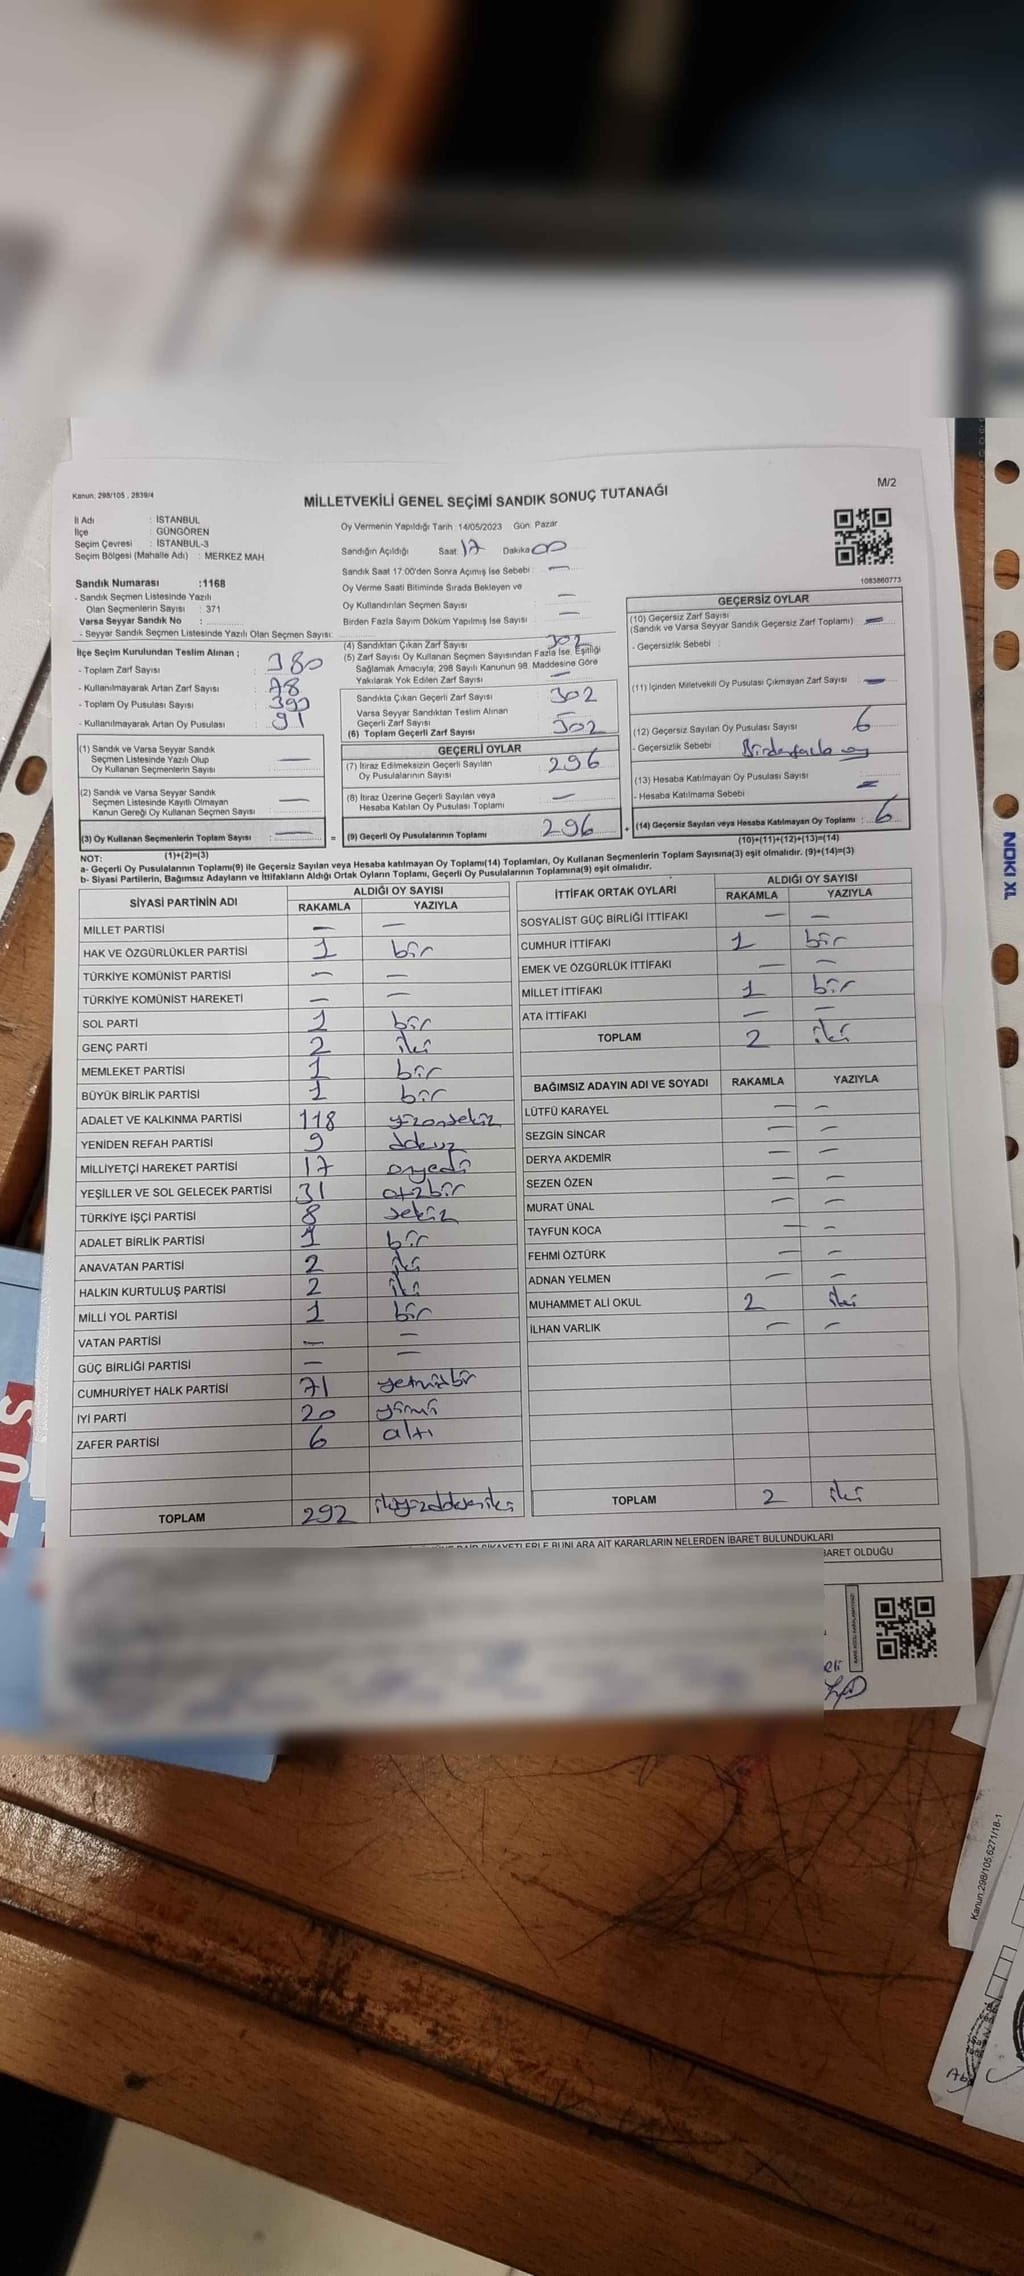 Kanun, 298/105 , 2839/4
M/2
MİLLETVEKİLİ GENEL SEÇİMİ SANDIK SONUÇ TUTANAĞI
İl Adı : İSTANBUL
İlçe : GÜNGÖREN
Seçim Çevresi : İSTANBUL-3
Seçim Bölgesi (Mahalle Adı) : MERKEZ MAH.
Oy Vermenin Yapıldığı Tarih :14/05/2023 Gün: Pazar
Sandığın Açıldığı Saat: 17 Dakika: 00
Sandık Saat 17:00'den Sonra Açımış İse Sebebi : —
Oy Verme Saati Bitiminde Sırada Bekleyen ve
Oy Kullandırılan Seçmen Sayısı —
Birden Fazla Sayım Döküm Yapılmış İse Sayısı : —
1083860773
Sandık Numarası :1168
- Sandık Seçmen Listesinde Yazılı
Olan Seçmenlerin Sayısı : 371
Varsa Seyyar Sandık No :
- Seyyar Sandık Seçmen Listesinde Yazılı Olan Seçmen Sayısı:
İlçe Seçim Kurulundan Teslim Alınan ;
- Toplam Zarf Sayısı : 380
- Kullanılmayarak Artan Zarf Sayısı : 78
- Toplam Oy Pusulası Sayısı :
- Kullanılmayarak Artan Oy Pusulası : 91
(1) Sandık ve Varsa Seyyar Sandık
Seçmen Listesinde Yazılı Olup
Oy Kullanan Seçmenlerin Sayısı —
(2) Sandık ve Varsa Seyyar Sandık
Seçmen Listesinde Kayıtlı Olmayan
Kanun Gereği Oy Kullanan Seçmen Sayısı : —
(3) Oy Kullanan Seçmenlerin Toplam Sayısı : —
(1)+(2)=(3)
(4) Sandıktan Çıkan Zarf Sayısı 302
(5) Zarf Sayısı Oy Kullanan Seçmen Sayısından Fazla İse, Eşitliği
Sağlamak Amacıyla; 298 Sayılı Kanunun 98. Maddesine Göre
Yakılarak Yok Edilen Zarf Sayısı —
Sandıkta Çıkan Geçerli Zarf Sayısı 302
Varsa Seyyar Sandıktan Teslim Alınan
Geçerli Zarf Sayısı
(6) Toplam Geçerli Zarf Sayısı 302
GEÇERLİ OYLAR
(7) İtiraz Edilmeksizin Geçerli Sayılan
Oy Pusulalarının Sayısı 296
(8) İtiraz Üzerine Geçerli Sayılan veya
Hesaba Katılan Oy Pusulası Toplamı —
= (9) Geçerli Oy Pusulalarının Toplamı 296 +
GEÇERSİZ OYLAR
(10) Geçersiz Zarf Sayısı
(Sandık ve Varsa Seyyar Sandık Geçersiz Zarf Toplamı) : —
- Geçersizlik Sebebi :
(11) İçinden Milletvekili Oy Pusulası Çıkmayan Zarf Sayısı : —
(12) Geçersiz Sayılan Oy Pusulası Sayısı : 6
- Geçersizlik Sebebi : Birdenfazla oy
(13) Hesaba Katılmayan Oy Pusulası Sayısı :
- Hesaba Katılmama Sebebi : —
(14) Geçersiz Sayılan veya Hesaba Katılmayan Oy Toplamı : 6
(10)+(11)+(12)+(13)=(14)
NOT:
a- Geçerli Oy Pusulalarının Toplamı(9) ile Geçersiz Sayılan veya Hesaba katılmayan Oy Toplamı(14) Toplamları, Oy Kullanan Seçmenlerin Toplam Sayısına(3) eşit olmalıdır. (9)+(14)=(3)
b- Siyasi Partilerin, Bağımsız Adayların ve İttifakların Aldığı Ortak Oyların Toplamı, Geçerli Oy Pusulalarının Toplamına(9) eşit olmalıdır.
SİYASİ PARTİNİN ADI ALDIĞI OY SAYISI
RAKAMLA YAZIYLA
MİLLET PARTİSİ — —
HAK VE ÖZGÜRLÜKLER PARTİSİ 1 bir
TÜRKİYE KOMÜNİST PARTİSİ — —
TÜRKİYE KOMÜNİST HAREKETİ — —
SOL PARTİ 1 bir
GENÇ PARTİ 2 iki
MEMLEKET PARTİSİ 1 bir
BÜYÜK BİRLİK PARTİSİ 1 bir
ADALET VE KALKINMA PARTİSİ 118 yüzonsekiz
YENİDEN REFAH PARTİSİ 9 dokuz
MİLLİYETÇİ HAREKET PARTİSİ 17 onyedi
YEŞİLLER VE SOL GELECEK PARTİSİ 31 otuzbir
TÜRKİYE İŞÇİ PARTİSİ 8 sekiz
ADALET BİRLİK PARTİSİ 1 bir
ANAVATAN PARTİSİ 2 iki
HALKIN KURTULUŞ PARTİSİ 2 iki
MİLLİ YOL PARTİSİ 1 bir
VATAN PARTİSİ — —
GÜÇ BİRLİĞİ PARTİSİ — —
CUMHURİYET HALK PARTİSİ 71 yetmişbir
İYİ PARTİ 20 yirmi
ZAFER PARTİSİ 6 altı
TOPLAM 292 ikiyüzdoksaniki
İTTİFAK ORTAK OYLARI ALDIĞI OY SAYISI
RAKAMLA YAZIYLA
SOSYALİST GÜÇ BİRLİĞİ İTTİFAKI — —
CUMHUR İTTİFAKI 1 bir
EMEK VE ÖZGÜRLÜK İTTİFAKI — —
MİLLET İTTİFAKI 1 bir
ATA İTTİFAKI — —
TOPLAM 2 iki
BAĞIMSIZ ADAYIN ADI VE SOYADI RAKAMLA YAZIYLA
LÜTFÜ KARAYEL — —
SEZGİN SİNCAR — —
DERYA AKDEMİR — —
SEZEN ÖZEN — —
MURAT ÜNAL — —
TAYFUN KOCA — —
FEHMİ ÖZTÜRK — —
ADNAN YELMEN — —
MUHAMMET ALİ OKUL 2 iki
İLHAN VARLIK — —
TOPLAM 2 iki
ŞİKAYETLERLE BUNLARA AİT KARARLARIN NELERDEN İBARET BULUNDUKLARI
BARET OLDUĞU
eli
NOKI XL
Kanun:298/105,6271/18-1